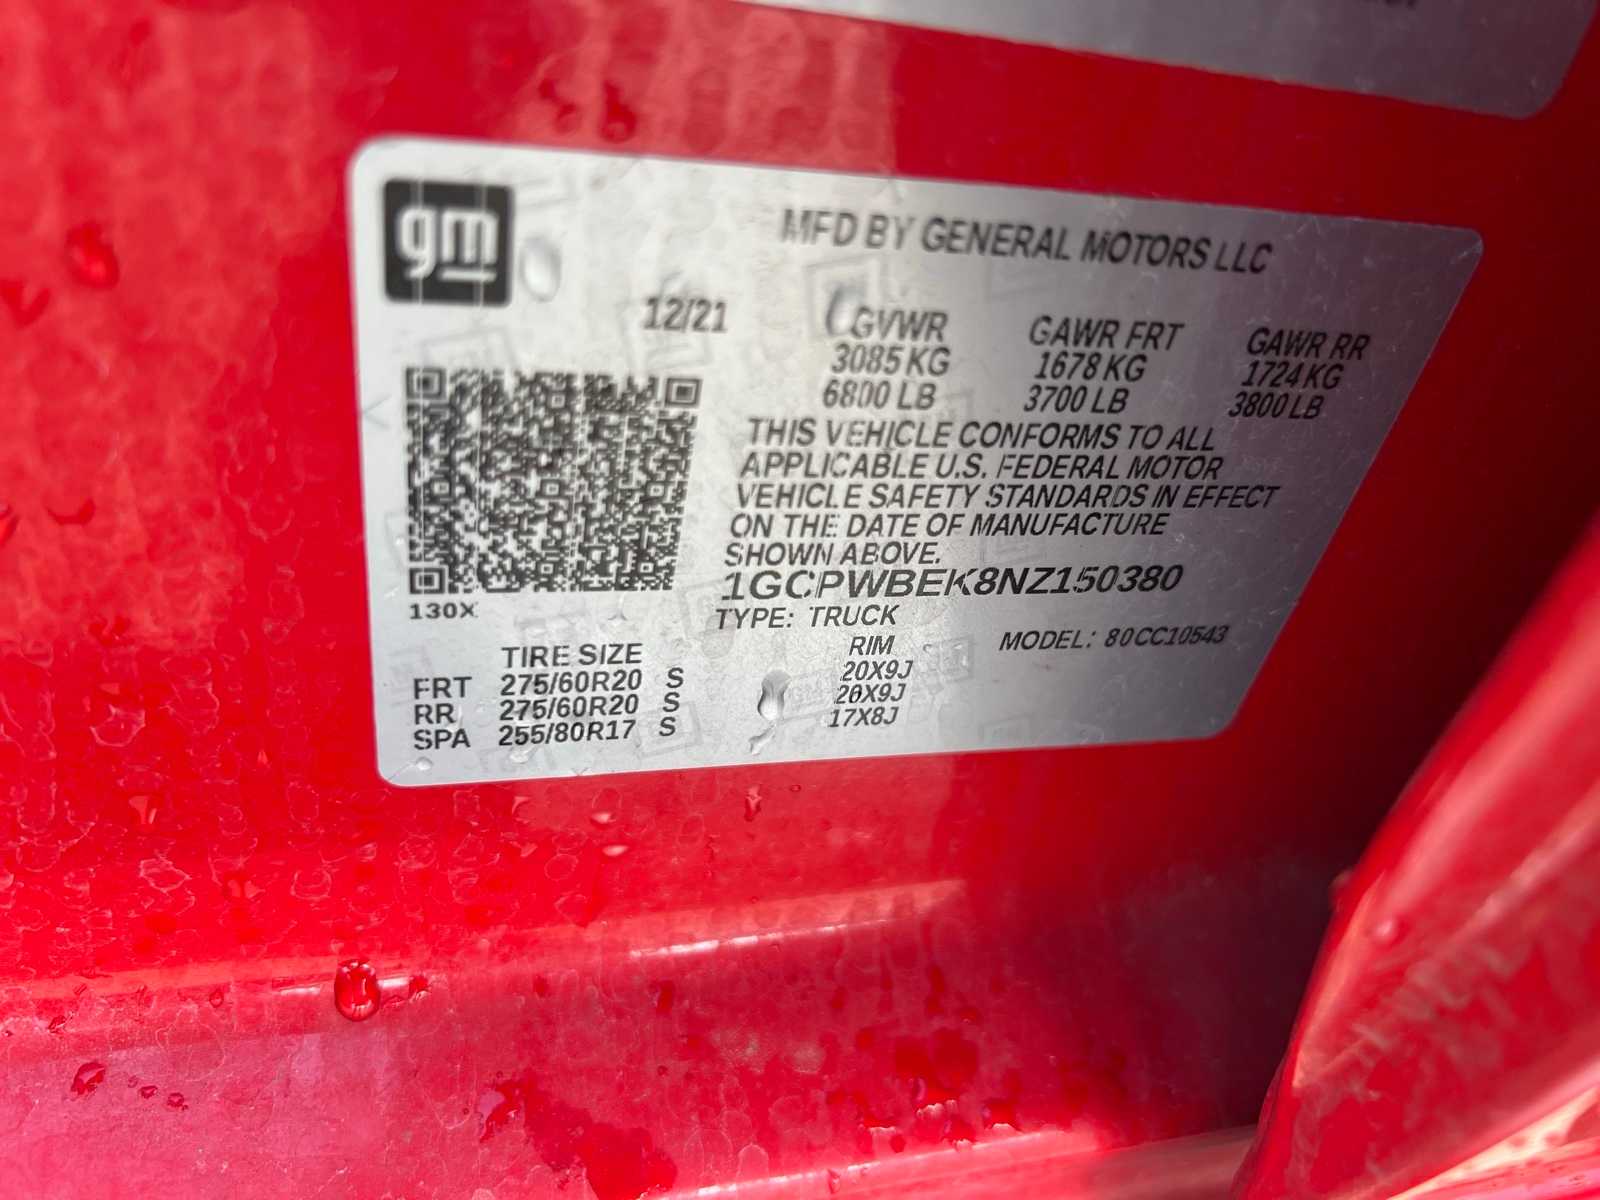 gm
MFD BY GENERAL MOTORS LLC
12/21
GVWR GAWR FRT GAWR RR
3085 KG 1678 KG 1724 KG
6800 LB 3700 LB 3800 LB
THIS VEHICLE CONFORMS TO ALL
APPLICABLE U.S. FEDERAL MOTOR
VEHICLE SAFETY STANDARDS IN EFFECT
ON THE DATE OF MANUFACTURE
SHOWN ABOVE.
1GCPWBEK8NZ150380
130X
TYPE: TRUCK
MODEL: 80CC10543
TIRE SIZE RIM
FRT 275/60R20 S 20X9J
RR 275/60R20 S 20X9J
SPA 255/80R17 S 17X8J